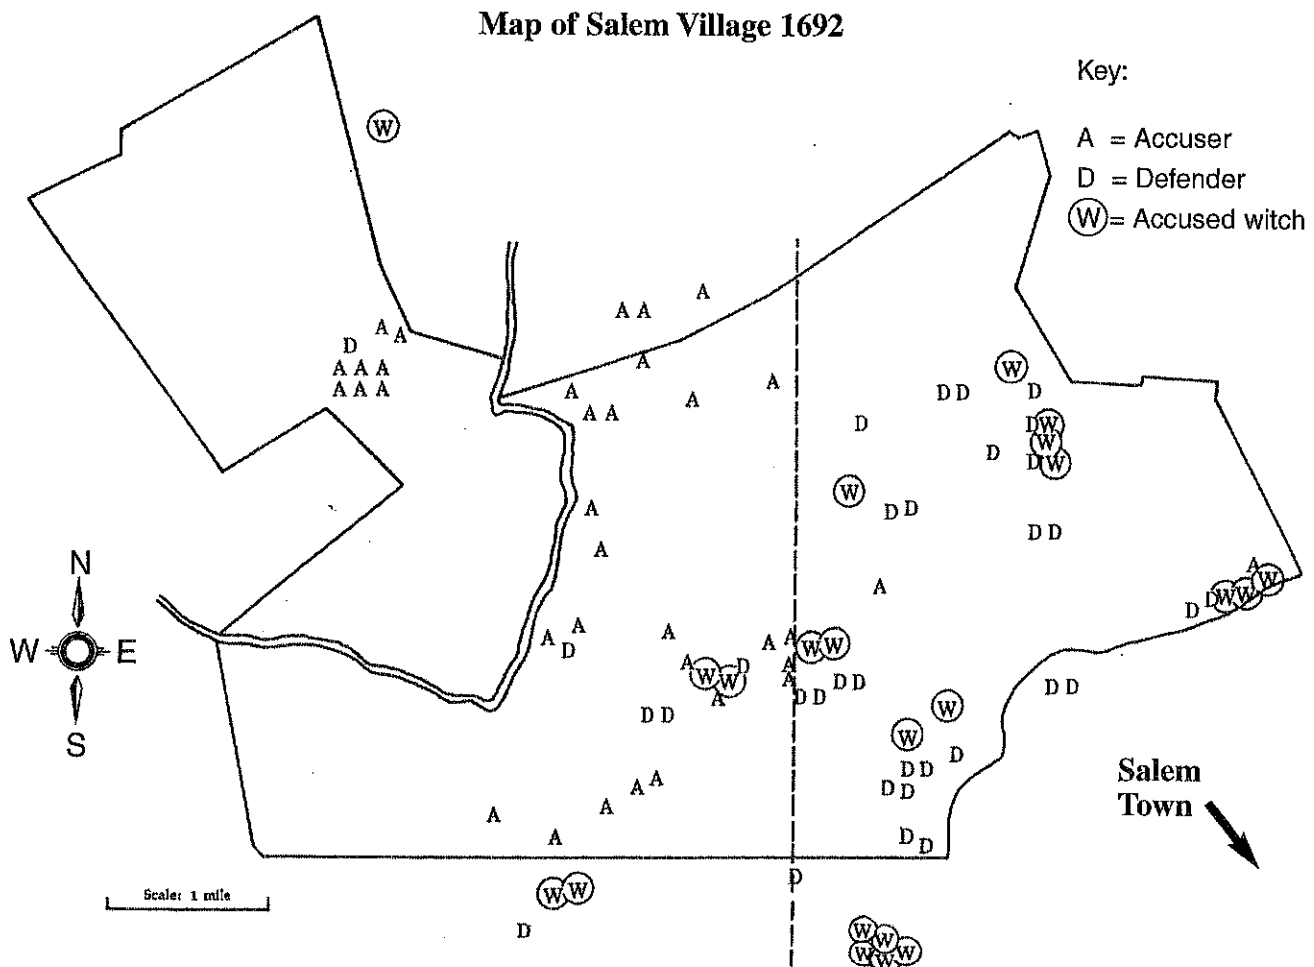 Map of Salem Village 1692
Key:
A = Accuser
D = Defender
W = Accused witch
W
A
A A
A A
D
A
W
A A A
A
A A A
A
D D
D
A
A A
D
D W
W
D
D W
W
A
D D
D D
A
A
W
A
D D W W
A
A
A
A A
W W
D
A W W D
A
A
D D
D D
A
D D
W
D D
W
D
D D
A
A
D D
A
A
A
D D
D
W W
D
W W
W W W
N
W E
S
Salem
Town
Scale: 1 mile